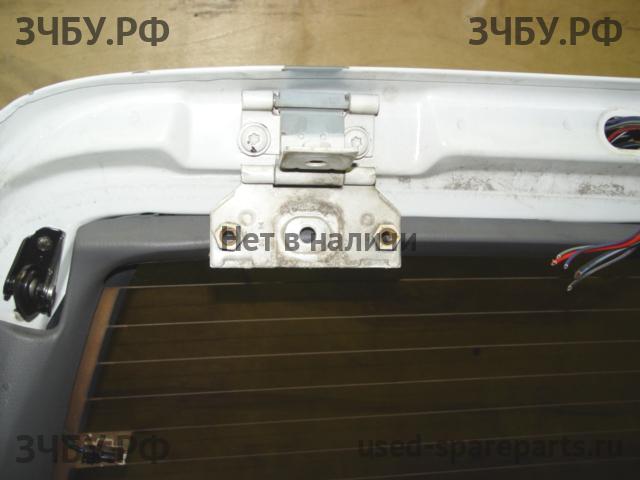 ЗЧБУ.РФ ЗЧБУ.РФ
Нет в наличии
ЗЧБУ.РФ used-spareparts.ru